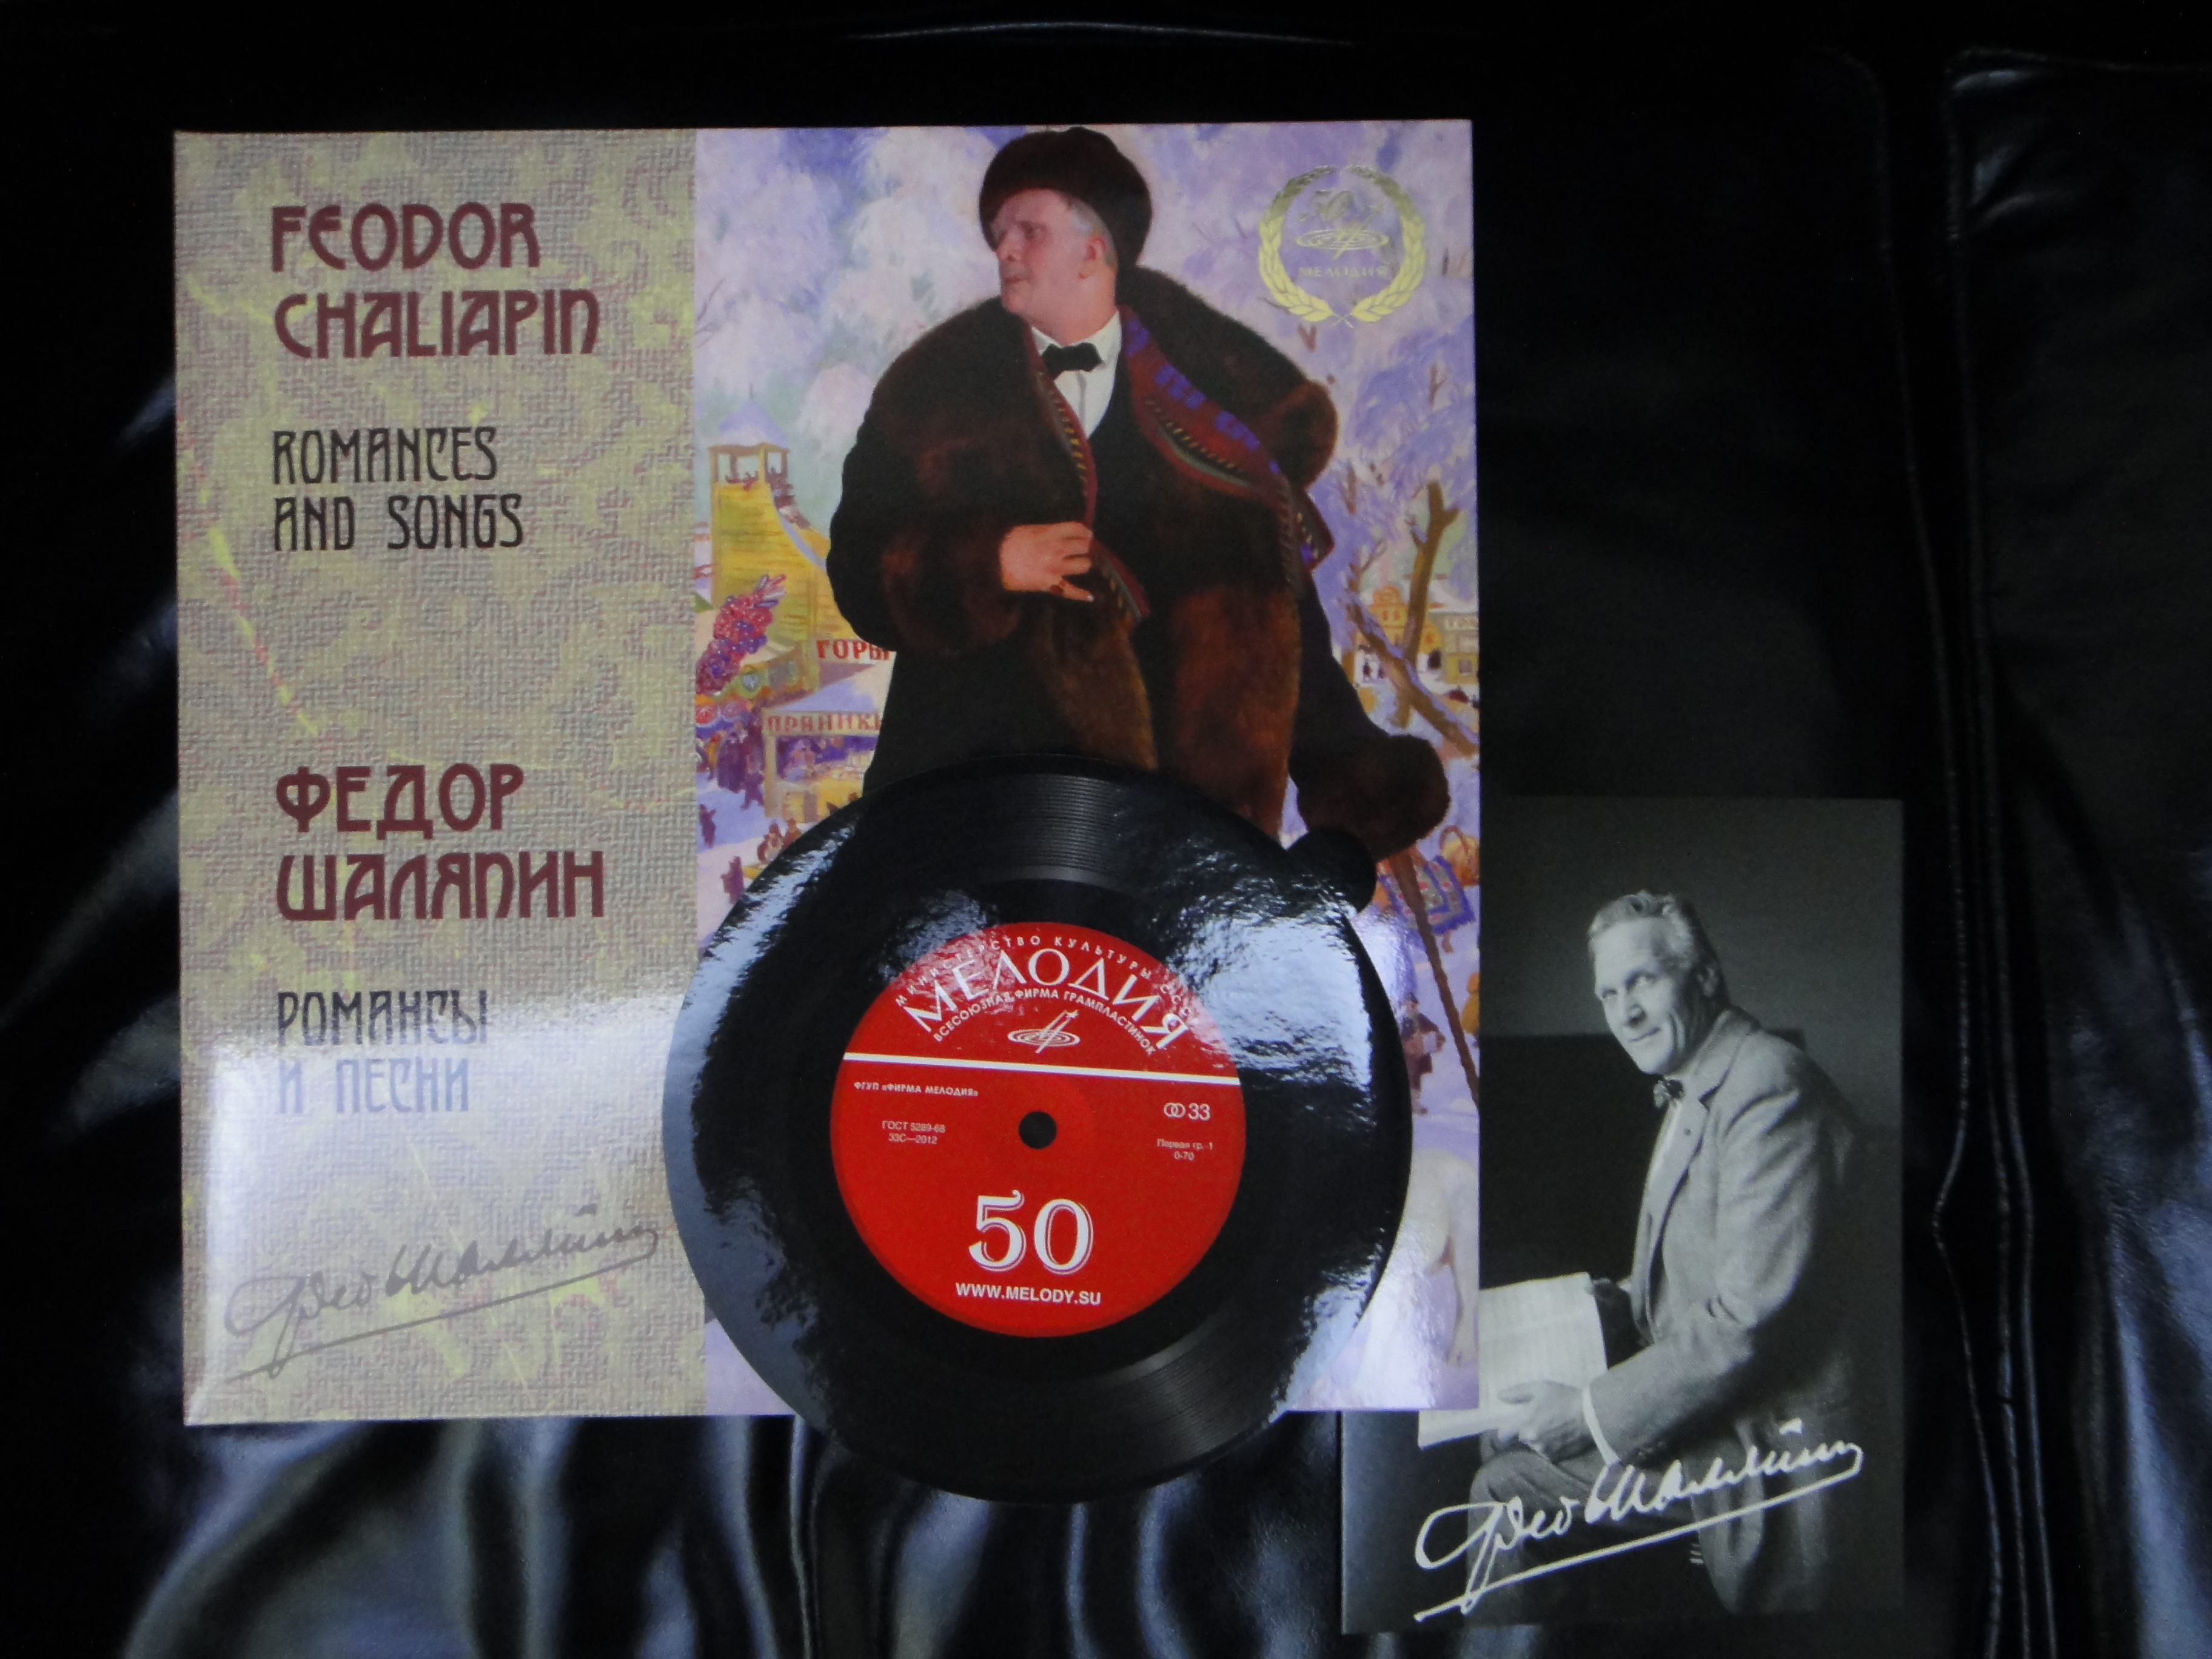 FEODOR
CHALIAPIN
ROMANCES
AND SONGS
ФЕДОР
ШАЛЯПИН
РОМАНСЫ
И ПЕСНИ
МЕЛОДИЯ
ГОРЫ
ПРЯНИКИ
МИНИСТЕРСТВО КУЛЬТУРЫ СССР
МЕЛОДИЯ
ВСЕСОЮЗНАЯ ФИРМА ГРАМПЛАСТИНОК
ФГУП «ФИРМА МЕЛОДИЯ»
33
ГОСТ 5289-68
33С—2012
Первая гр. -1
0-70
50
WWW.MELODY.SU